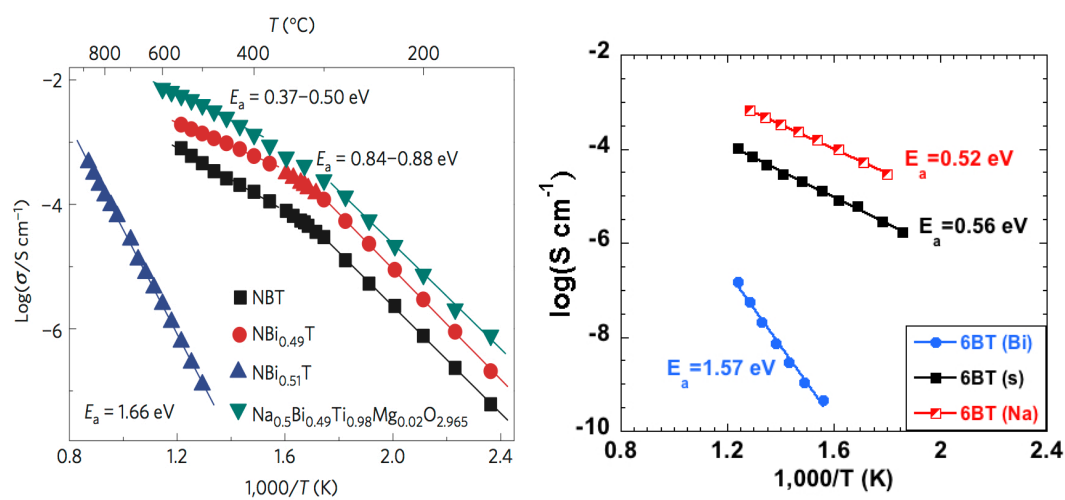 T (°C)
800 600 400 200
−2
−4
−6
Log(σ/S cm⁻¹)
Eₐ = 0.37–0.50 eV
Eₐ = 0.84–0.88 eV
NBT
NBi₀.₄₉T
NBi₀.₅₁T
Na₀.₅Bi₀.₄₉Ti₀.₉₈Mg₀.₀₂O₂.₉₆₅
Eₐ = 1.66 eV
0.8 1.2 1.6 2.0 2.4
1,000/T (K)
-2
-4
-6
-8
-10
log(S cm⁻¹)
Eₐ=0.52 eV
Eₐ=0.56 eV
Eₐ=1.57 eV
6BT (Bi)
6BT (s)
6BT (Na)
0.8 1.2 1.6 2 2.4
1,000/T (K)